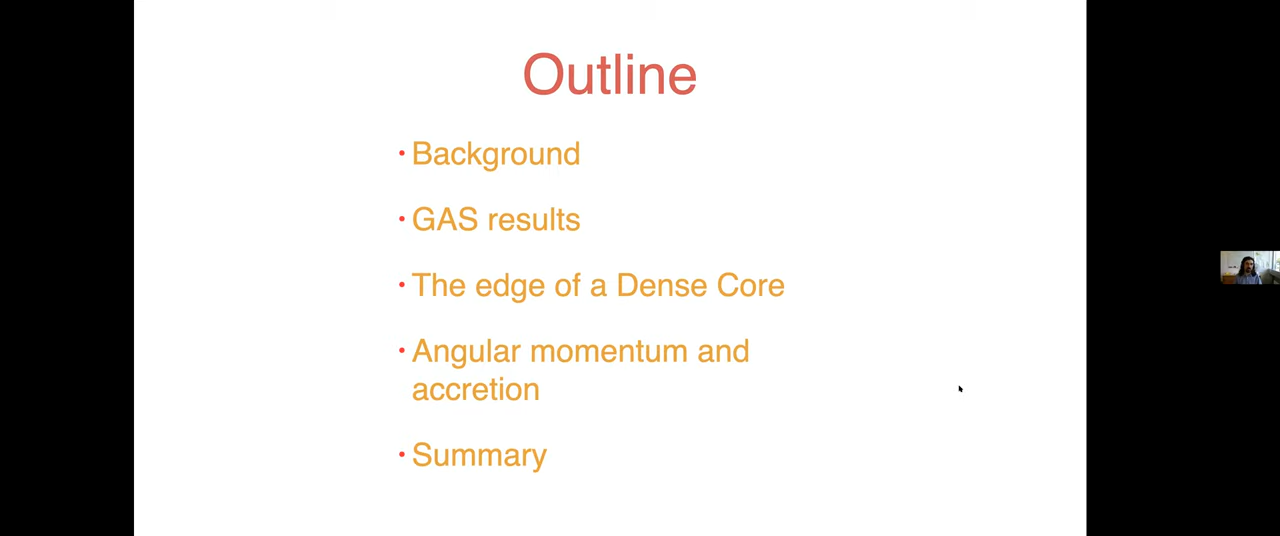 Outline
• Background
• GAS results
• The edge of a Dense Core
• Angular momentum and
accretion
• Summary